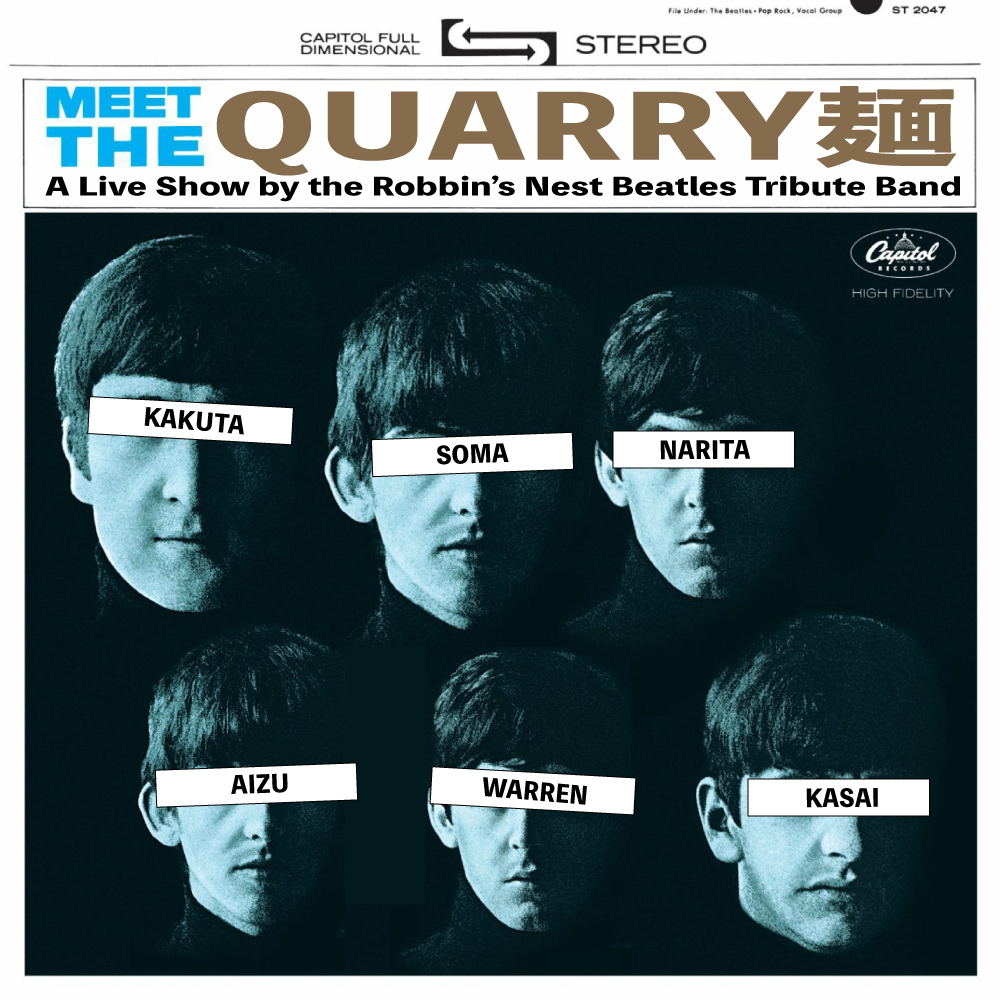 File Under: The Beatles • Pop Rock, Vocal Group
ST 2047
CAPITOL FULL
DIMENSIONAL
STEREO
MEET
THE
QUARRY麺
A Live Show by the Robbin's Nest Beatles Tribute Band
Capitol
RECORDS
HIGH FIDELITY
KAKUTA
SOMA
NARITA
AIZU
WARREN
KASAI